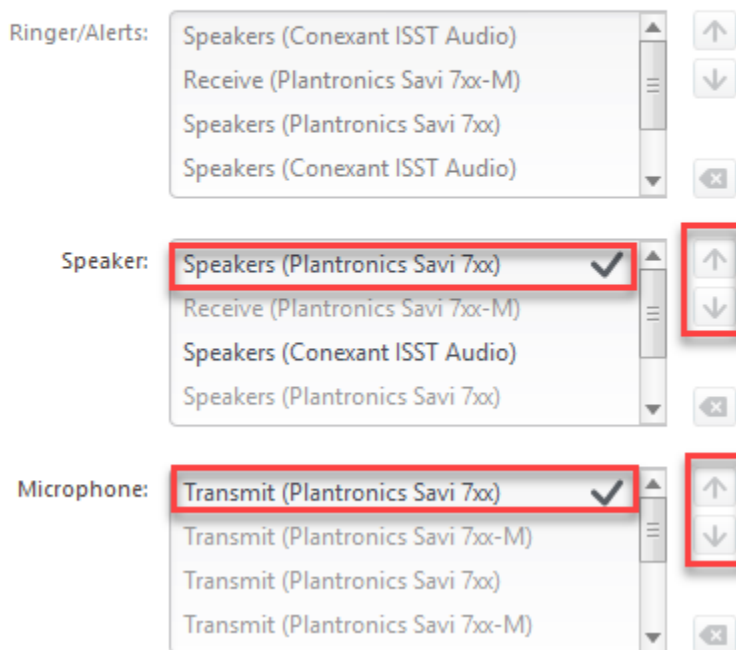 Ringer/Alerts:
Speakers (Conexant ISST Audio)
Receive (Plantronics Savi 7xx-M)
Speakers (Plantronics Savi 7xx)
Speakers (Conexant ISST Audio)
Speaker:
Speakers (Plantronics Savi 7xx)
Receive (Plantronics Savi 7xx-M)
Speakers (Conexant ISST Audio)
Speakers (Plantronics Savi 7xx)
Microphone:
Transmit (Plantronics Savi 7xx)
Transmit (Plantronics Savi 7xx-M)
Transmit (Plantronics Savi 7xx)
Transmit (Plantronics Savi 7xx-M)